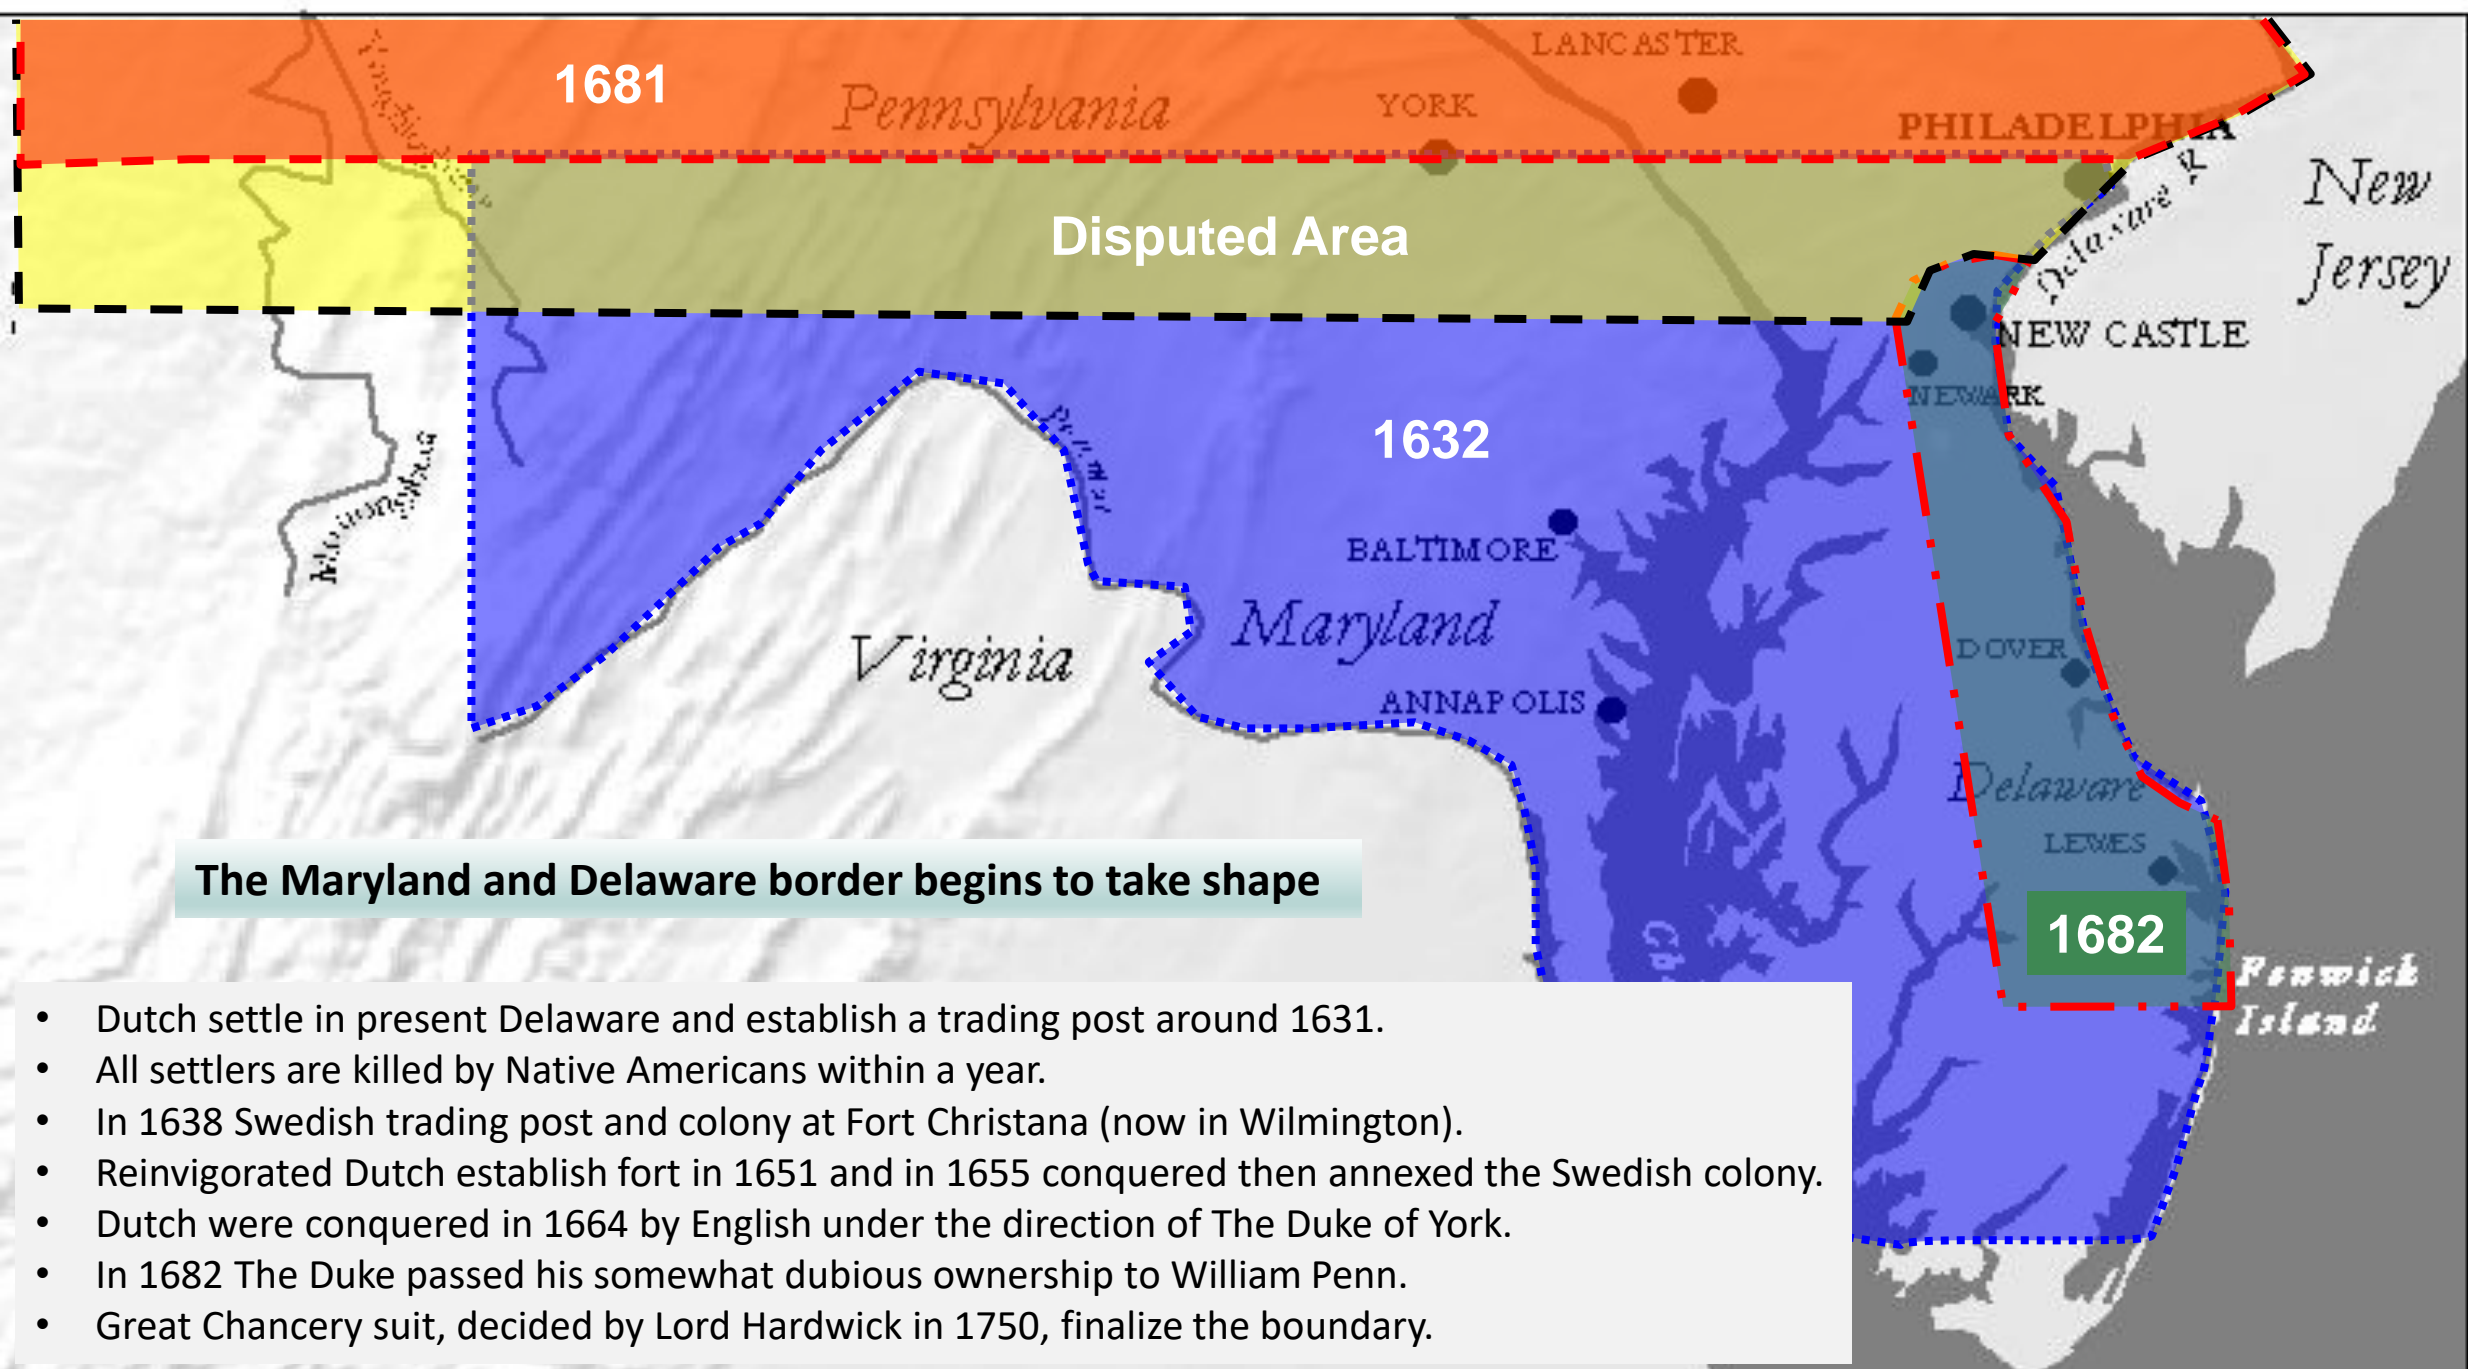 LANCASTER
1681
Pennsylvania
YORK
PHILADELPHIA
New
Jersey
Delaware R
Disputed Area
NEW CASTLE
NEWARK
1632
BALTIMORE
Maryland
Virginia
DOVER
ANNAPOLIS
Delaware
LEWES
The Maryland and Delaware border begins to take shape
1682
Fenwick
Island
• Dutch settle in present Delaware and establish a trading post around 1631.
• All settlers are killed by Native Americans within a year.
• In 1638 Swedish trading post and colony at Fort Christana (now in Wilmington).
• Reinvigorated Dutch establish fort in 1651 and in 1655 conquered then annexed the Swedish colony.
• Dutch were conquered in 1664 by English under the direction of The Duke of York.
• In 1682 The Duke passed his somewhat dubious ownership to William Penn.
• Great Chancery suit, decided by Lord Hardwick in 1750, finalize the boundary.